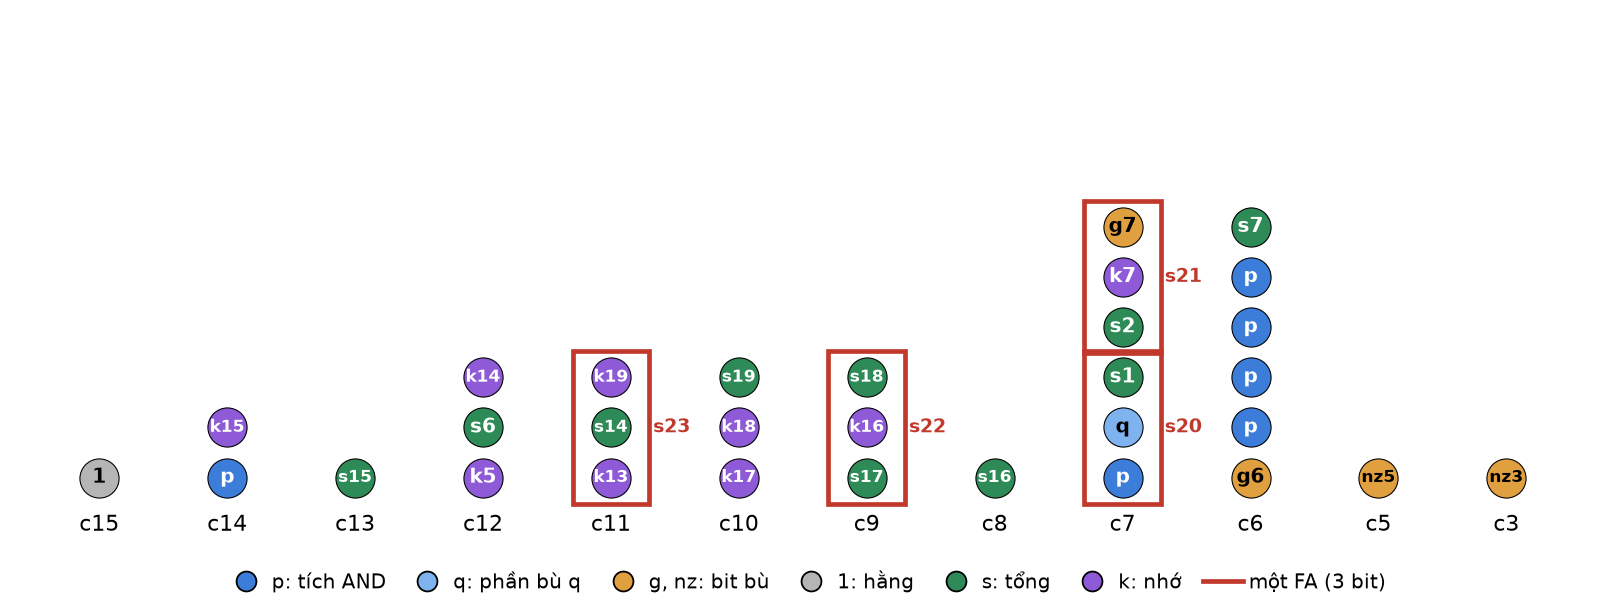 g7 s7
k7 s21 p
s2 p
k14 k19 s19 s18 s1 p
k15 s6 s14 s23 k18 k16 s22 q s20 p
1 p s15 k5 k13 k17 s17 s16 p g6 nz5 nz3
c15 c14 c13 c12 c11 c10 c9 c8 c7 c6 c5 c3
p: tích AND q: phần bù q g, nz: bit bù 1: hằng s: tổng k: nhớ một FA (3 bit)